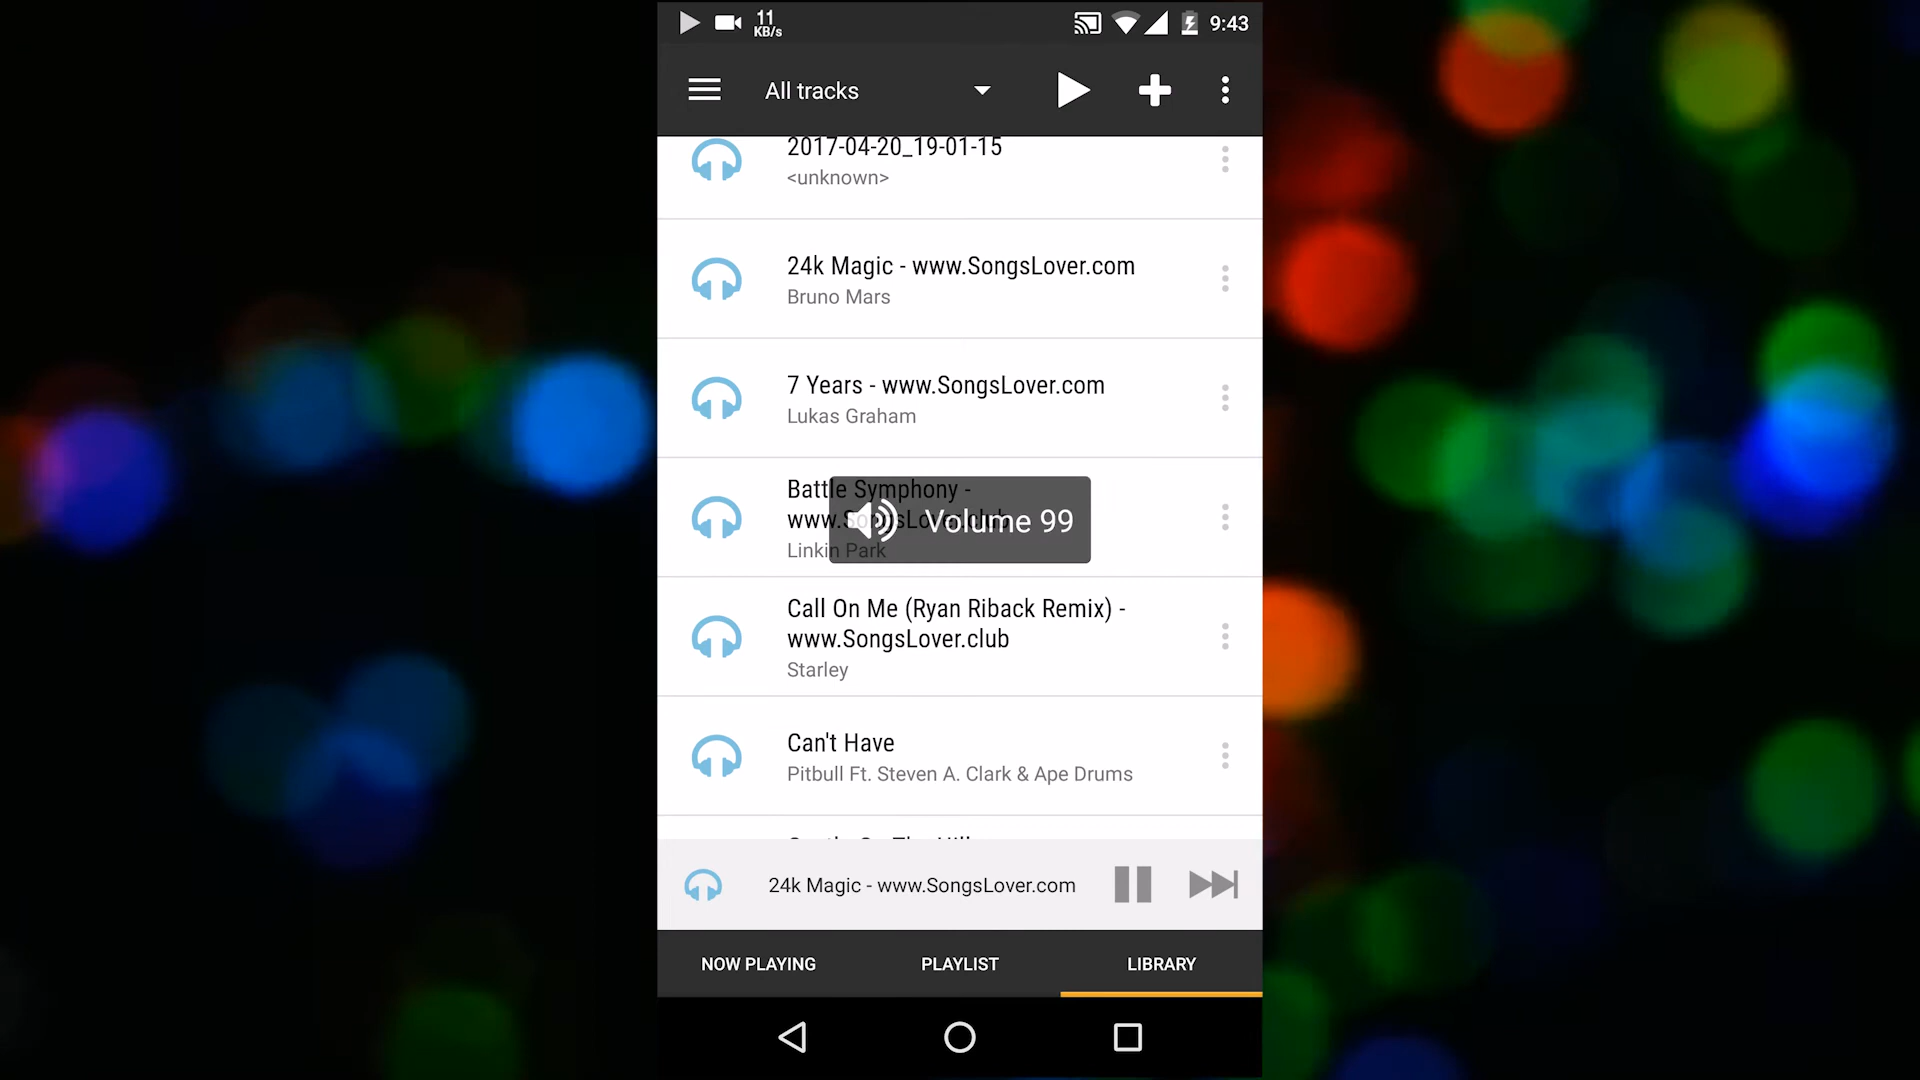 11
KB/s
9:43
All tracks
2017-04-20_19-01-15
<unknown>
24k Magic - www.SongsLover.com
Bruno Mars
7 Years - www.SongsLover.com
Lukas Graham
Battle Symphony -
www.SongsLover.club
Linkin Park
Volume 99
Call On Me (Ryan Riback Remix) -
www.SongsLover.club
Starley
Can't Have
Pitbull Ft. Steven A. Clark & Ape Drums
24k Magic - www.SongsLover.com
NOW PLAYING
PLAYLIST
LIBRARY